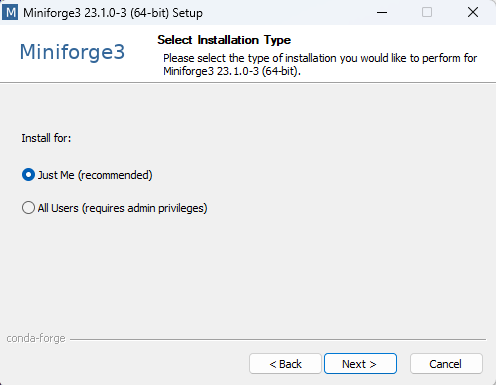 M Miniforge3 23.1.0-3 (64-bit) Setup
Miniforge3
Select Installation Type
Please select the type of installation you would like to perform for
Miniforge3 23.1.0-3 (64-bit).
Install for:
Just Me (recommended)
All Users (requires admin privileges)
conda-forge
< Back
Next >
Cancel